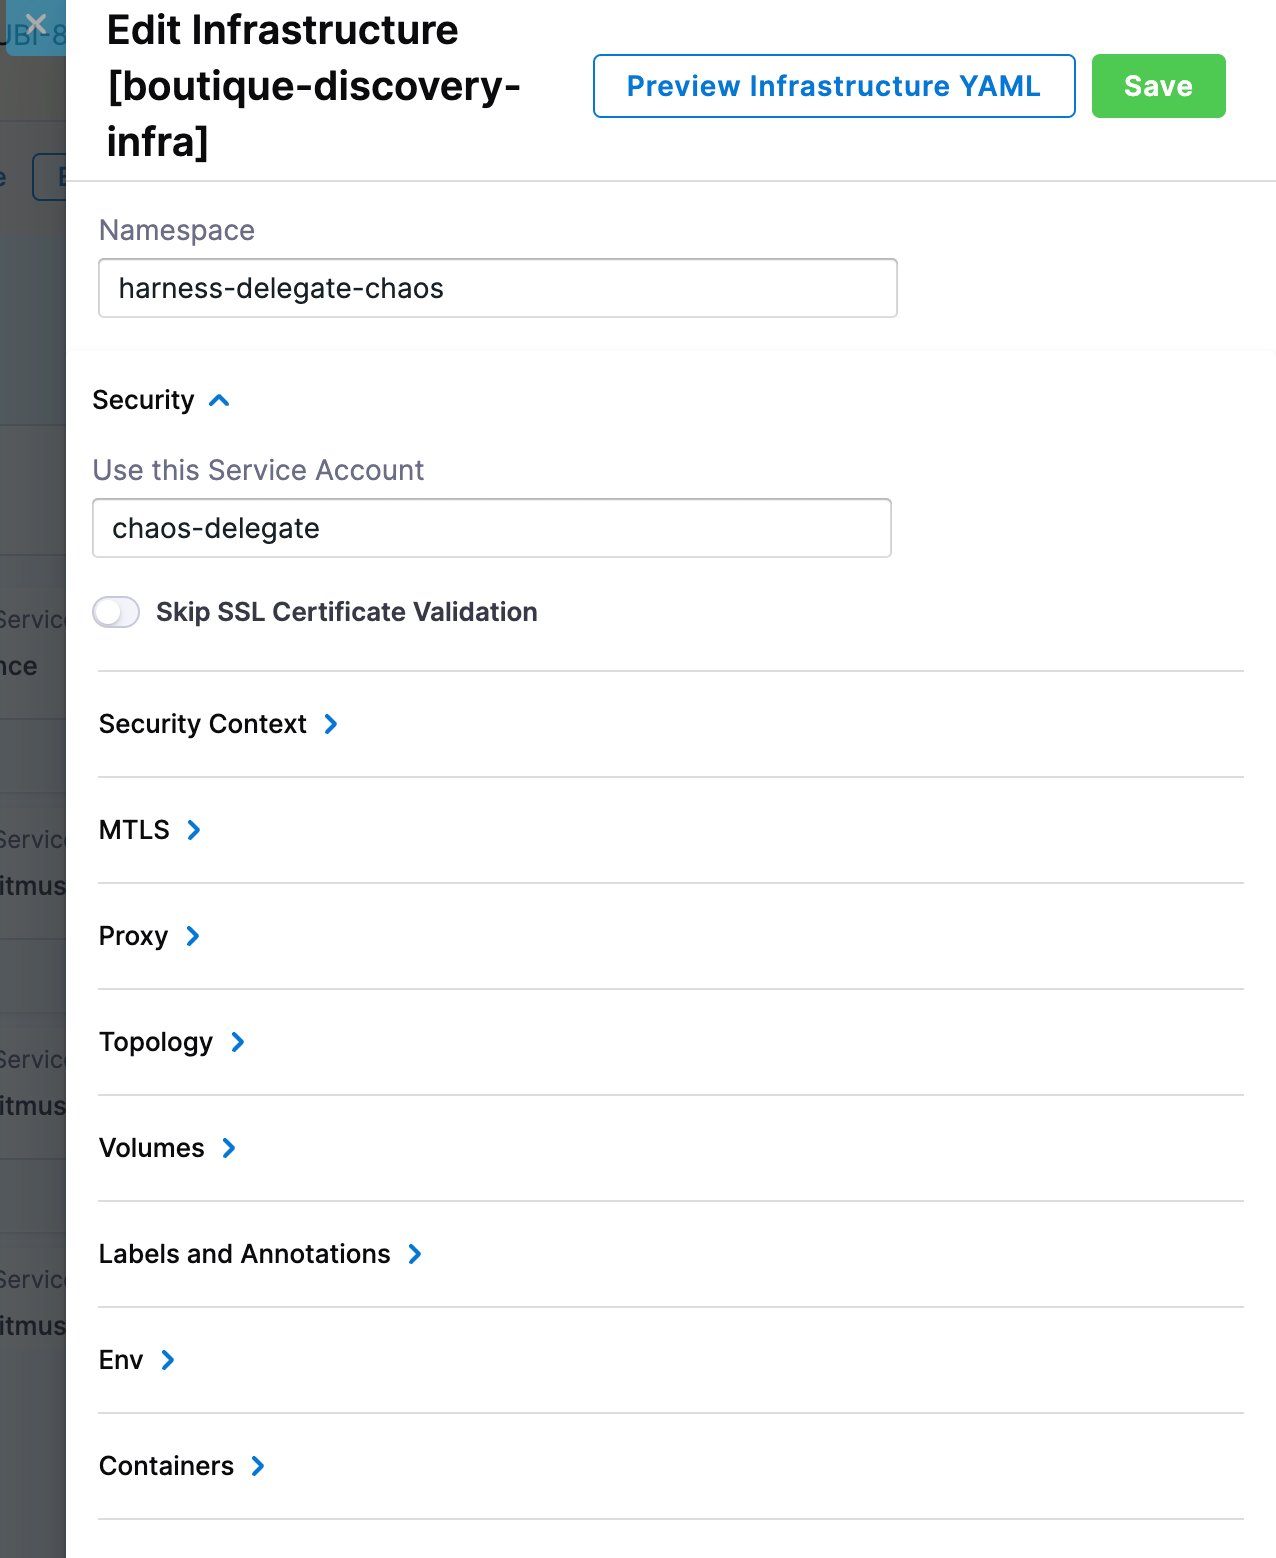 Edit Infrastructure
[boutique-discovery-
infra]
Preview Infrastructure YAML
Save
Namespace
harness-delegate-chaos
Security
Use this Service Account
chaos-delegate
Skip SSL Certificate Validation
Security Context
MTLS
Proxy
Topology
Volumes
Labels and Annotations
Env
Containers